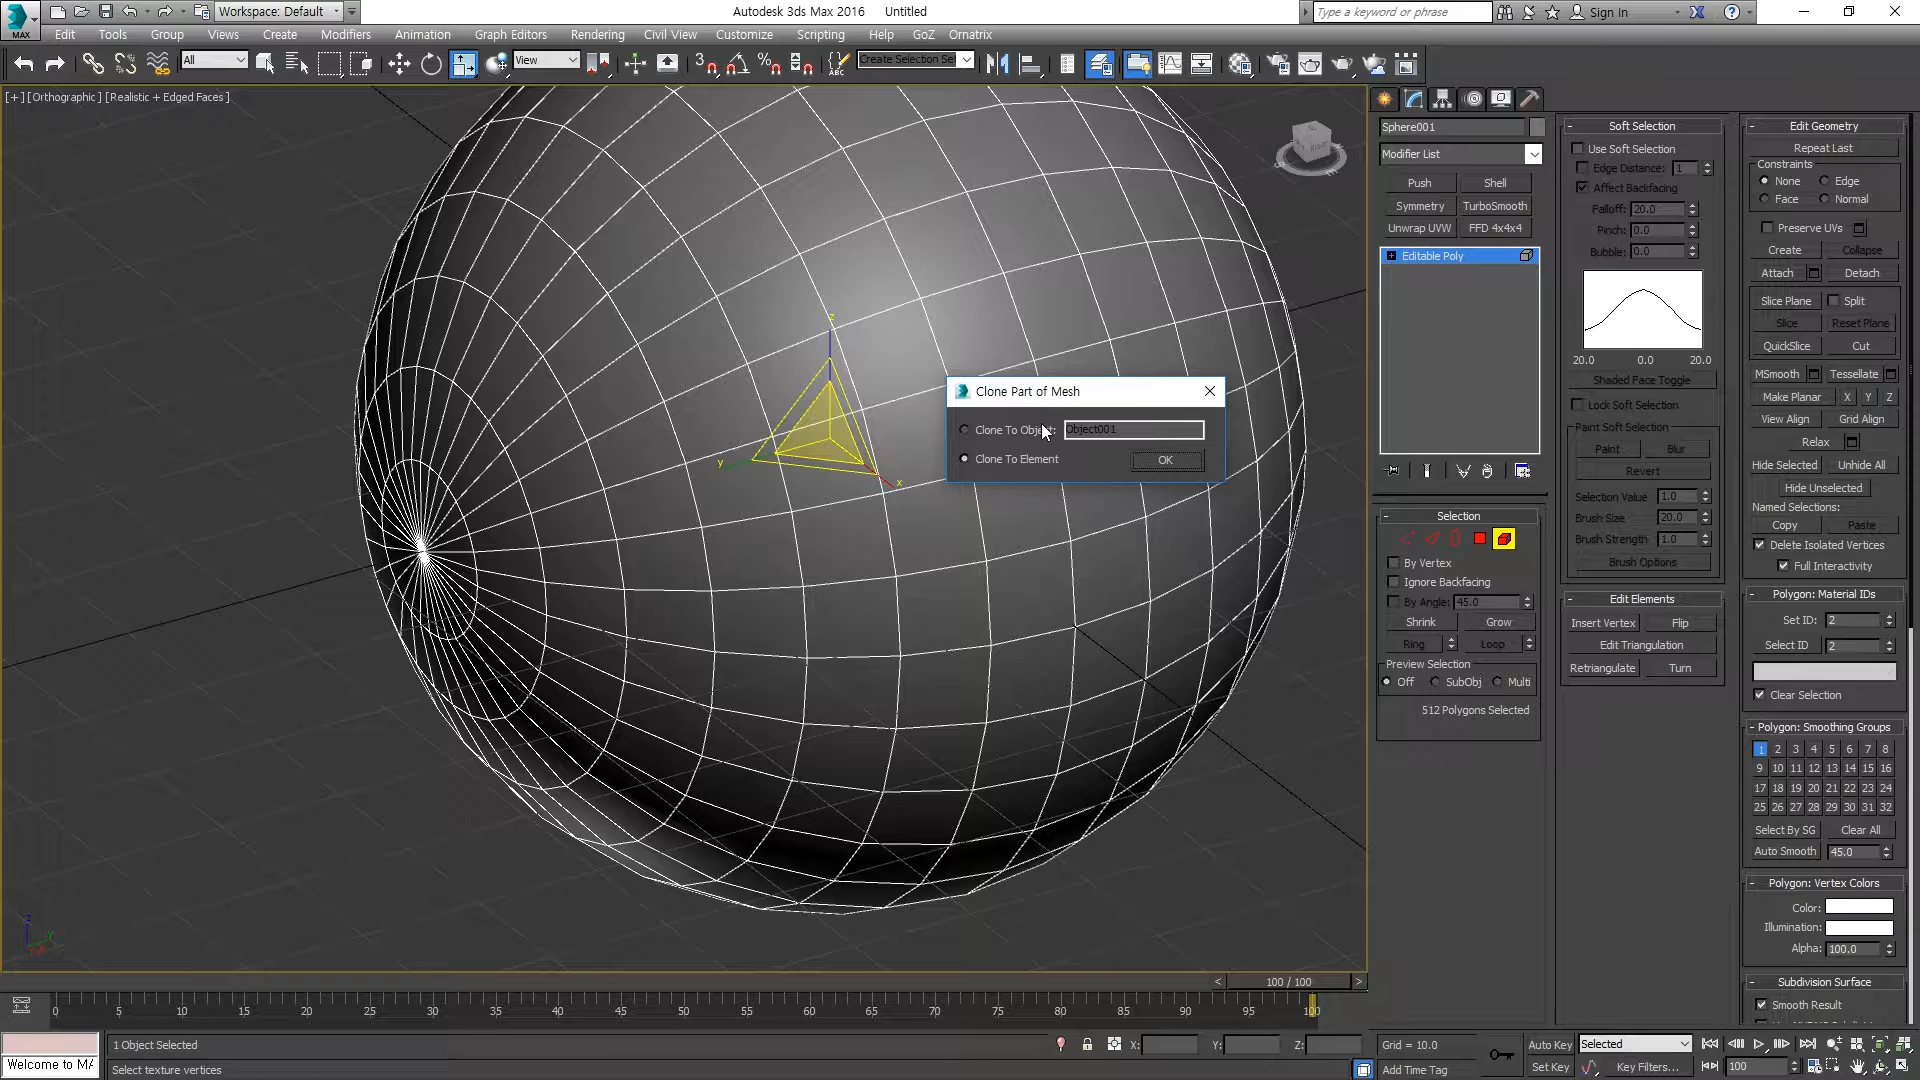 Workspace: Default
Autodesk 3ds Max 2016 Untitled
Type a keyword or phrase
Sign In
MAX
Edit Tools Group Views Create Modifiers Animation Graph Editors Rendering Civil View Customize Scripting Help GoZ Ornatrix
All
View
3
ABC
Create Selection Se
[+] [Orthographic ] [Realistic + Edged Faces ]
z
y
x
Clone Part of Mesh
Clone To Object: Object001
Clone To Element
OK
Sphere001
Modifier List
Push Shell
Symmetry TurboSmooth
Unwrap UVW FFD 4x4x4
Editable Poly
Selection
By Vertex
Ignore Backfacing
By Angle: 45.0
Shrink Grow
Ring Loop
Preview Selection
Off SubObj Multi
512 Polygons Selected
Soft Selection
Use Soft Selection
Edge Distance: 1
Affect Backfacing
Falloff: 20.0
Pinch: 0.0
Bubble: 0.0
20.0 0.0 20.0
Shaded Face Toggle
Lock Soft Selection
Paint Soft Selection
Paint Blur
Revert
Selection Value 1.0
Brush Size 20.0
Brush Strength 1.0
Brush Options
Edit Elements
Insert Vertex Flip
Edit Triangulation
Retriangulate Turn
Edit Geometry
Repeat Last
Constraints
None Edge
Face Normal
Preserve UVs
Create Collapse
Attach Detach
Slice Plane Split
Slice Reset Plane
QuickSlice Cut
MSmooth Tessellate
Make Planar X Y Z
View Align Grid Align
Relax
Hide Selected Unhide All
Hide Unselected
Named Selections:
Copy Paste
Delete Isolated Vertices
Full Interactivity
Polygon: Material IDs
Set ID: 2
Select ID 2
Clear Selection
Polygon: Smoothing Groups
1 2 3 4 5 6 7 8
9 10 11 12 13 14 15 16
17 18 19 20 21 22 23 24
25 26 27 28 29 30 31 32
Select By SG Clear All
Auto Smooth 45.0
Polygon: Vertex Colors
Color:
Illumination:
Alpha: 100.0
Subdivision Surface
Smooth Result
< 100 / 100 >
0 5 10 15 20 25 30 35 40 45 50 55 60 65 70 75 80 85 90 95 100
Welcome to MA
1 Object Selected
Select texture vertices
X: Y: Z:
Grid = 10.0
Add Time Tag
Auto Key Selected
Set Key Key Filters...
100